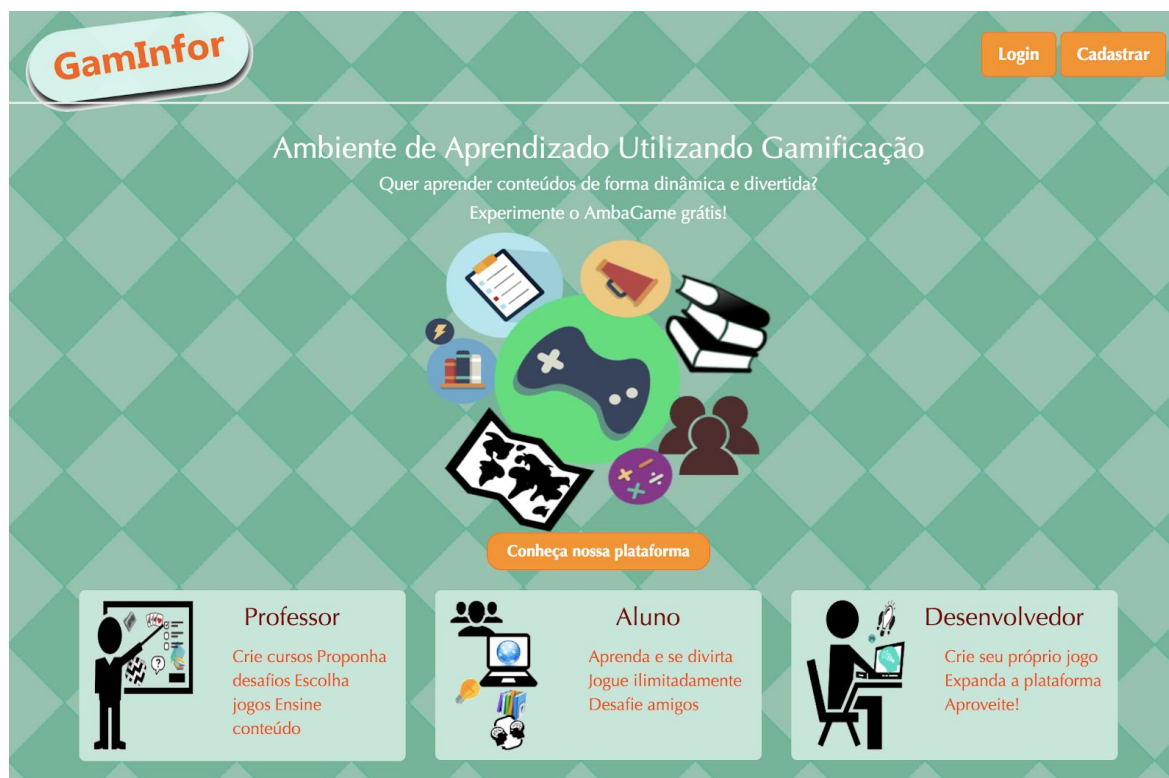 GamInfor
Login
Cadastrar
Ambiente de Aprendizado Utilizando Gamificação
Quer aprender conteúdos de forma dinâmica e divertida?
Experimente o AmbaGame grátis!
Conheça nossa plataforma
Professor
Crie cursos Proponha
desafios Escolha
jogos Ensine
conteúdo
Aluno
Aprenda e se divirta
Jogue ilimitadamente
Desafie amigos
Desenvolvedor
Crie seu próprio jogo
Expanda a plataforma
Aproveite!